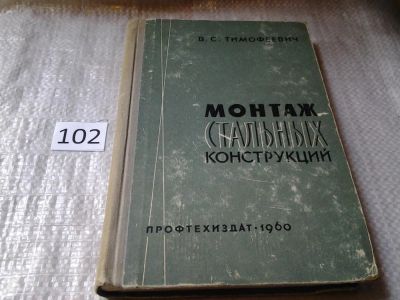 В. С. ТИМОФЕЕВИЧ
МОНТАЖ
СТАЛЬНЫХ
КОНСТРУКЦИЙ
102
ПРОФТЕХИЗДАТ · 1960